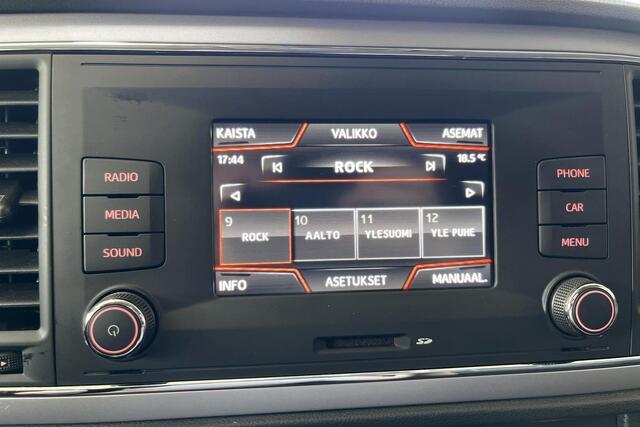 KAISTA VALIKKO ASEMAT
17:44 ROCK 18.5 °C
9 10 11 12
ROCK AALTO YLESUOMI YLE PUHE
INFO ASETUKSET MANUAAL.
RADIO
MEDIA
SOUND
PHONE
CAR
MENU
SD